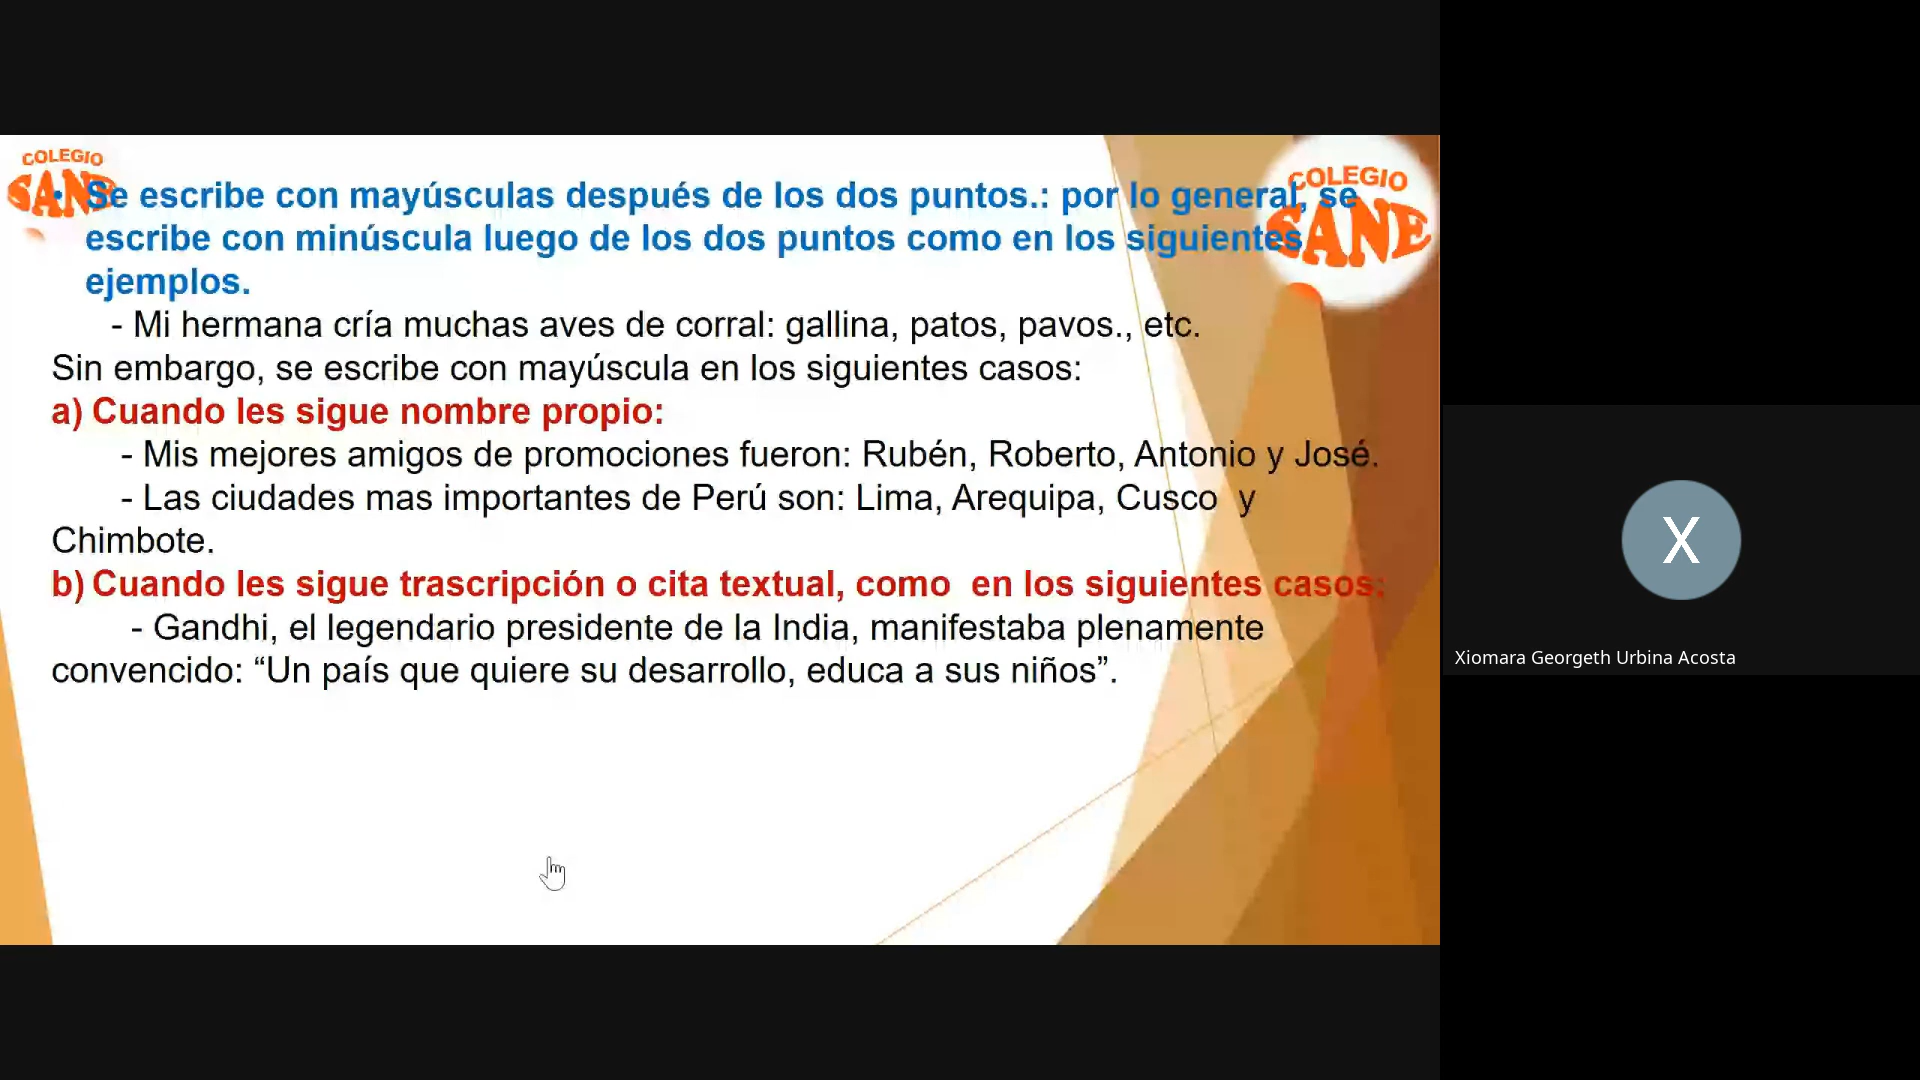 COLEGIO
SANE
COLEGIO
SANE
• Se escribe con mayúsculas después de los dos puntos.: por lo general, se
escribe con minúscula luego de los dos puntos como en los siguientes
ejemplos.
- Mi hermana cría muchas aves de corral: gallina, patos, pavos., etc.
Sin embargo, se escribe con mayúscula en los siguientes casos:
a) Cuando les sigue nombre propio:
- Mis mejores amigos de promociones fueron: Rubén, Roberto, Antonio y José.
- Las ciudades mas importantes de Perú son: Lima, Arequipa, Cusco  y
Chimbote.
b) Cuando les sigue trascripción o cita textual, como  en los siguientes casos:
- Gandhi, el legendario presidente de la India, manifestaba plenamente
convencido: “Un país que quiere su desarrollo, educa a sus niños”.
X
Xiomara Georgeth Urbina Acosta